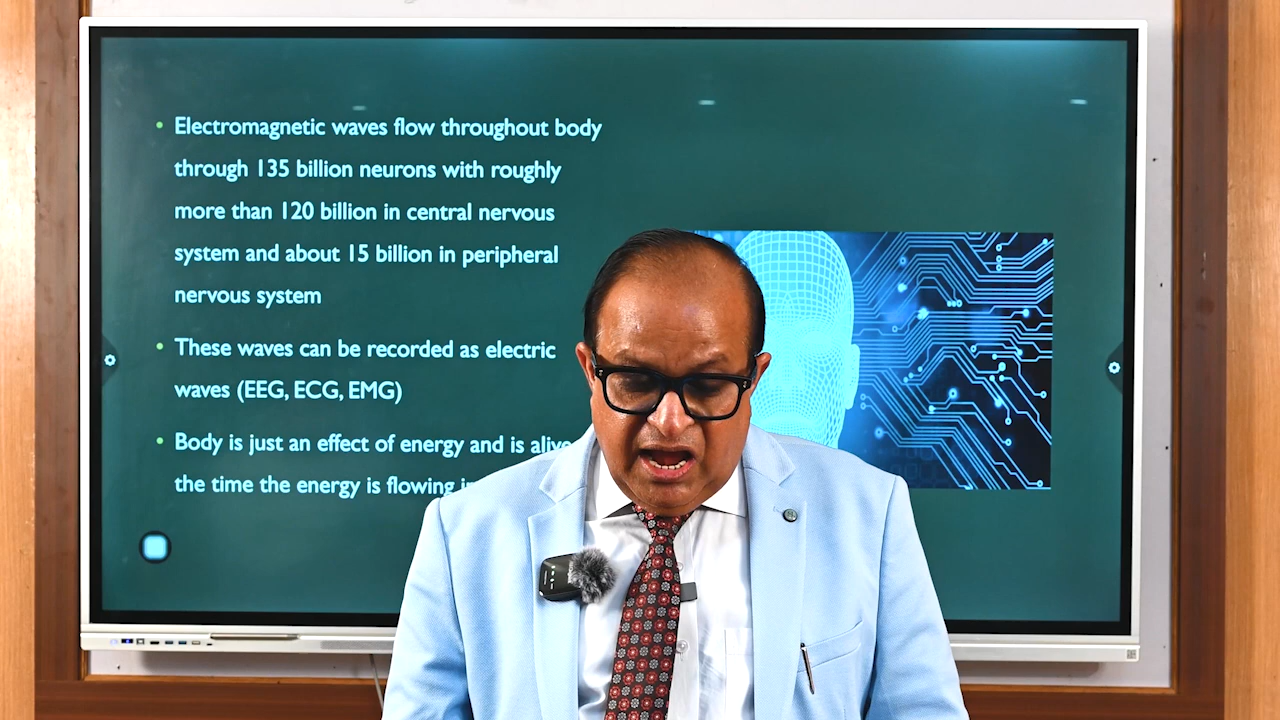 • Electromagnetic waves flow throughout body
through 135 billion neurons with roughly
more than 120 billion in central nervous
system and about 15 billion in peripheral
nervous system
• These waves can be recorded as electric
waves (EEG, ECG, EMG)
• Body is just an effect of energy and is alive
the time the energy is flowing